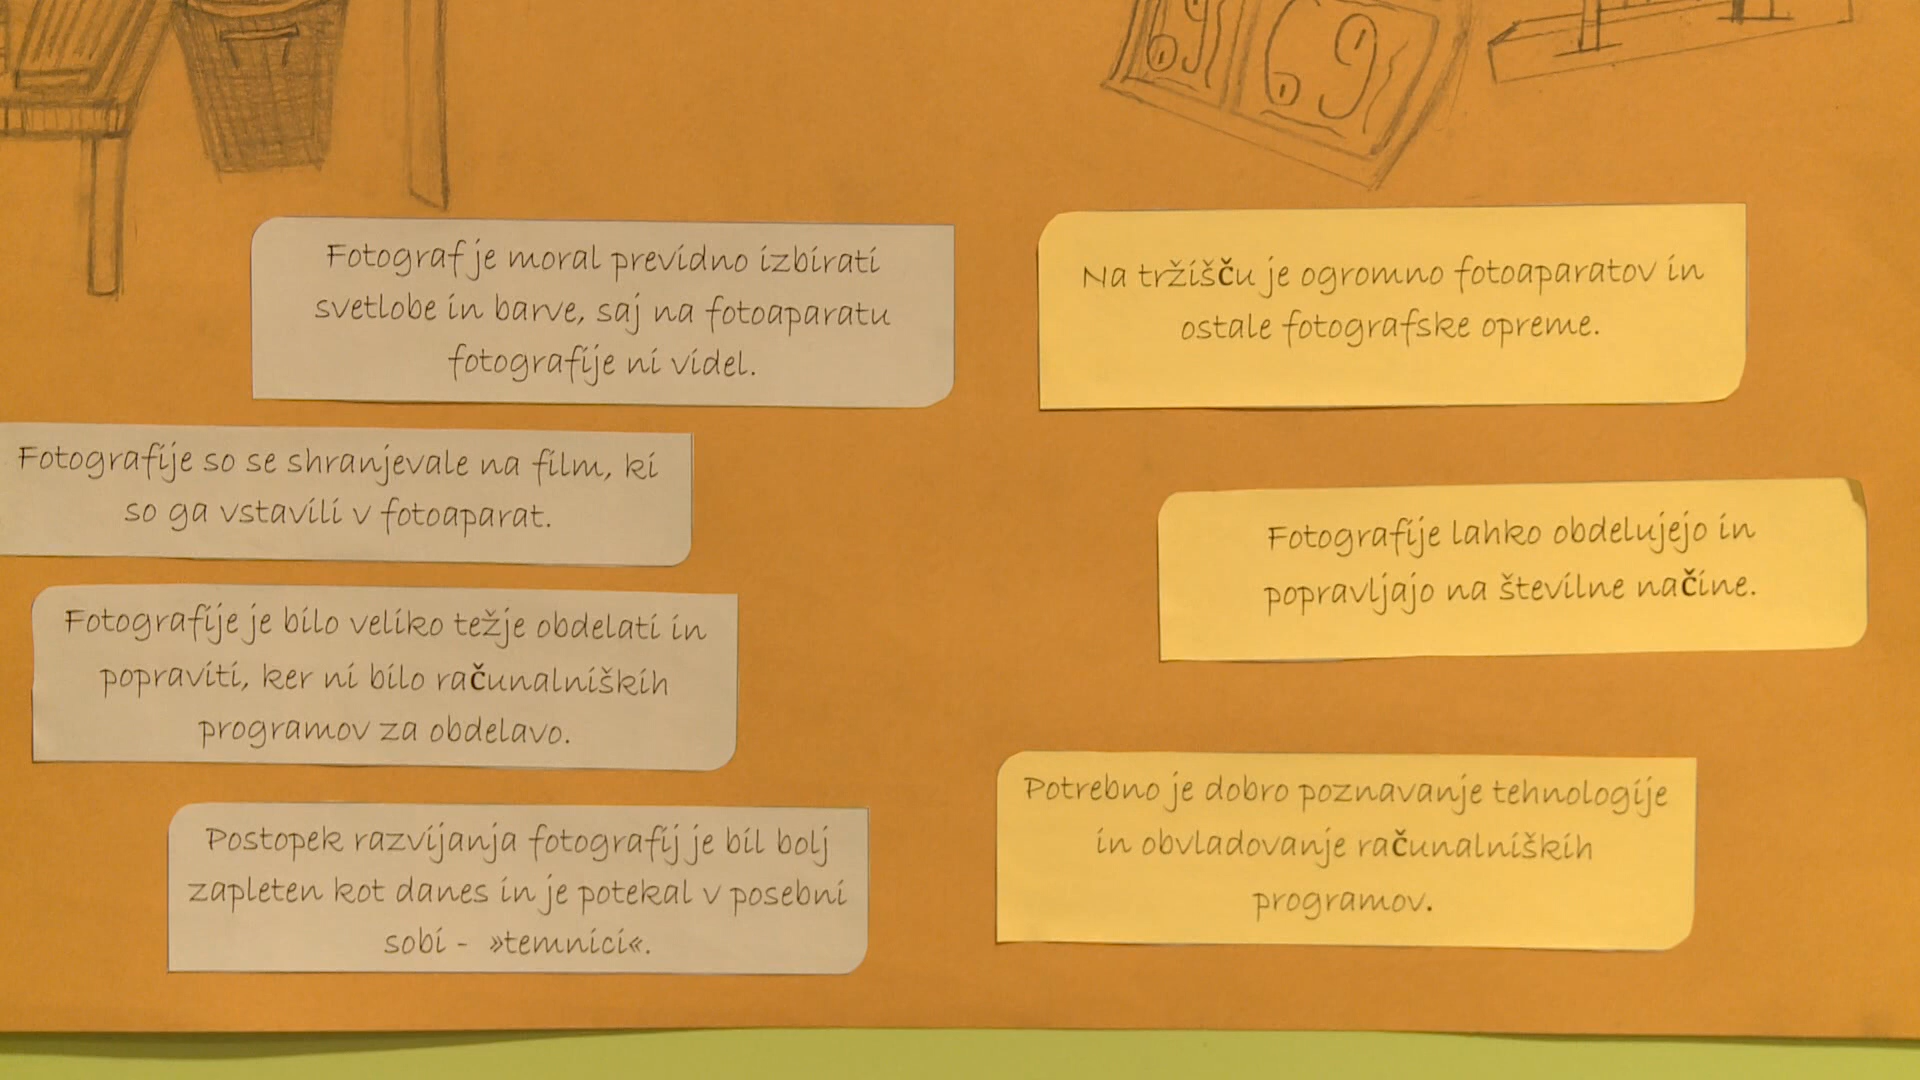 Fotograf je moral previdno izbirati
svetlobe in barve, saj na fotoaparatu
fotografije ni videl.
Fotografije so se shranjevale na film, ki
so ga vstavili v fotoaparat.
Fotografije je bilo veliko težje obdelati in
popraviti, ker ni bilo računalniških
programov za obdelavo.
Postopek razvijanja fotografij je bil bolj
zapleten kot danes in je potekal v posebni
sobi - »temnici«.
Na tržišču je ogromno fotoaparatov in
ostale fotografske opreme.
Fotografije lahko obdelujejo in
popravljajo na številne načine.
Potrebno je dobro poznavanje tehnologije
in obvladovanje računalniških
programov.